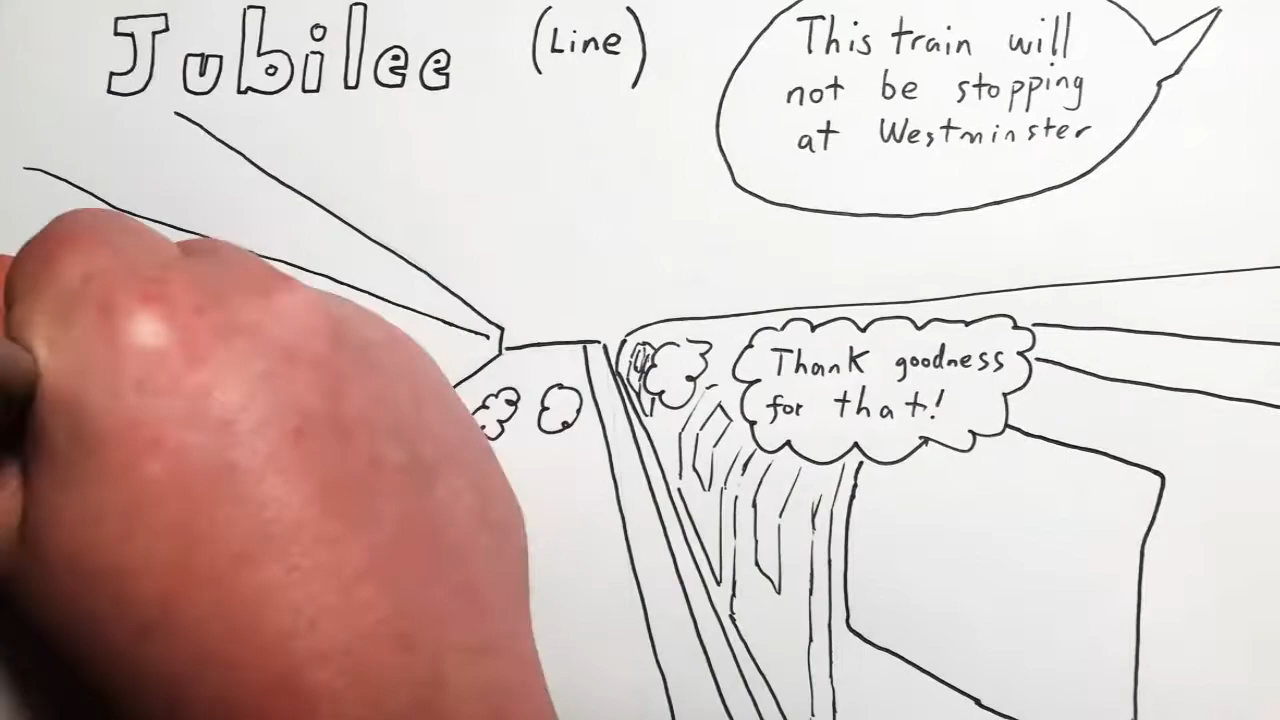 Jubilee (Line)
This train will
not be stopping
at Westminster
Thank goodness
for that!